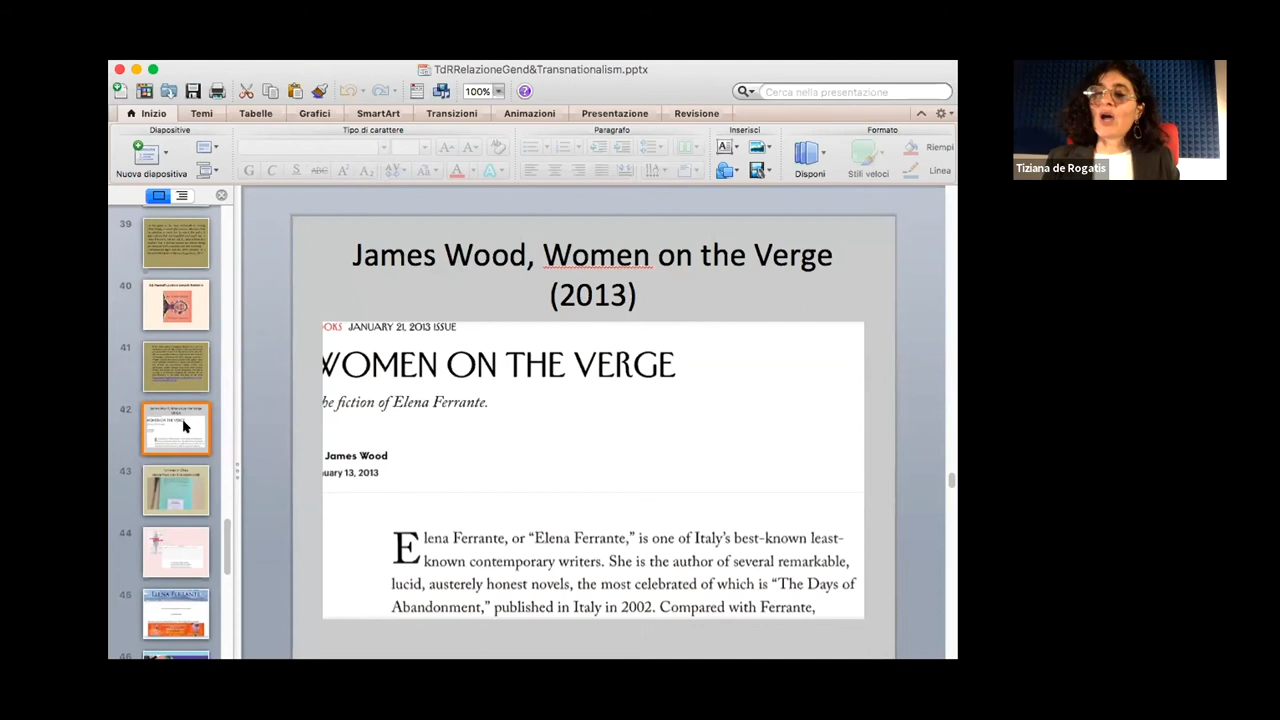 TdRRelazioneGend&Transnationalism.pptx
100%
Cerca nella presentazione
Inizio
Temi
Tabelle
Grafici
SmartArt
Transizioni
Animazioni
Presentazione
Revisione
Diapositive
Tipo di carattere
Paragrafo
Inserisci
Formato
Nuova diapositiva
Disponi
Stili veloci
Riempi
Linea
39
40
41
42
43
44
45
46
ELENA FERRANTE
James Wood, Women on the Verge
(2013)
OKS JANUARY 21, 2013 ISSUE
WOMEN ON THE VERGE
he fiction of Elena Ferrante.
James Wood
uary 13, 2013
Elena Ferrante, or “Elena Ferrante,” is one of Italy’s best-known least-
known contemporary writers. She is the author of several remarkable,
lucid, austerely honest novels, the most celebrated of which is “The Days of
Abandonment,” published in Italy in 2002. Compared with Ferrante,
Tiziana de Rogatis